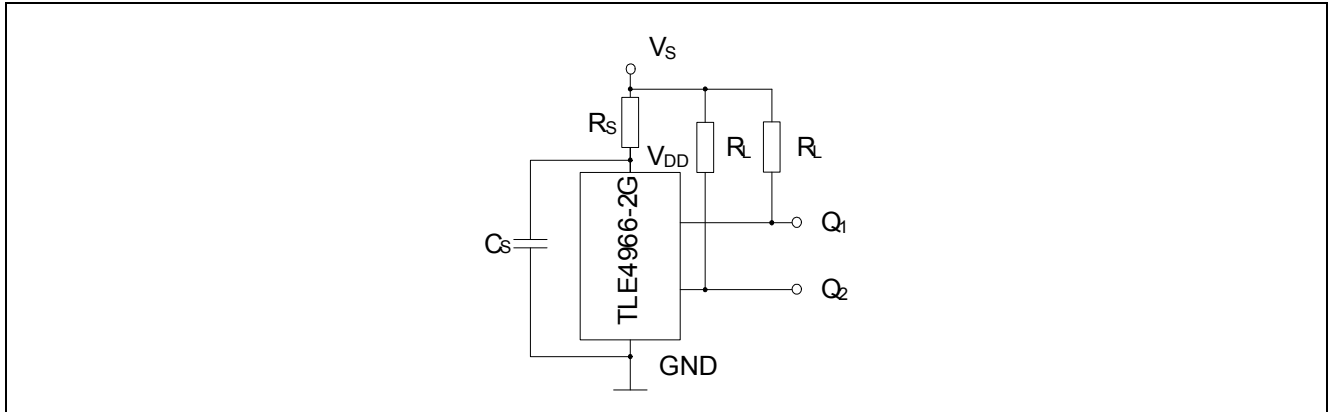 VS
RS
VDD
RL
RL
TLE4966-2G
Q1
CS
Q2
GND